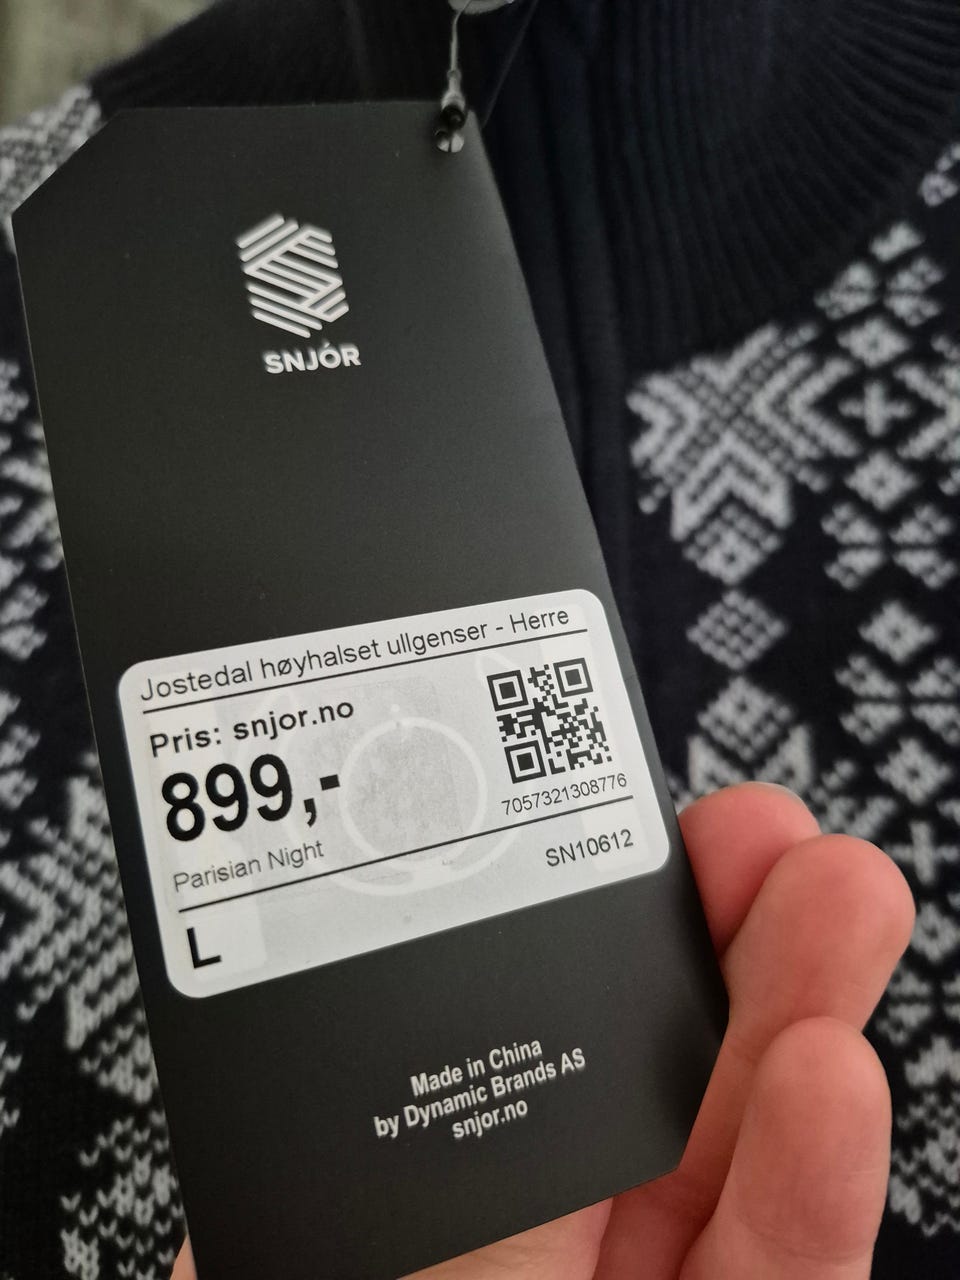 SNJÓR
Jostedal høyhalset ullgenser - Herre
Pris: snjor.no
899,-
7057321308776
Parisian Night
SN10612
L
Made in China
by Dynamic Brands AS
snjor.no